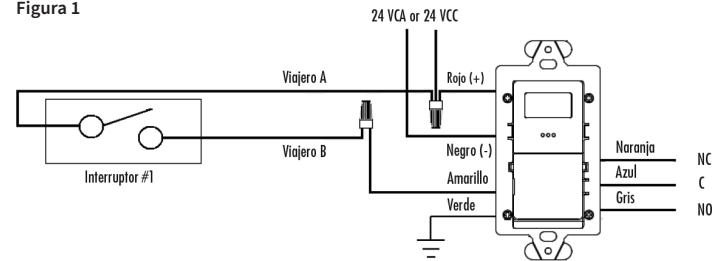 Figura 1
24 VCA or 24 VCC
Viajero A
Rojo (+)
Viajero B
Negro (-)
Interruptor #1
Amarillo
Verde
Naranja
NC
Azul
C
Gris
NO